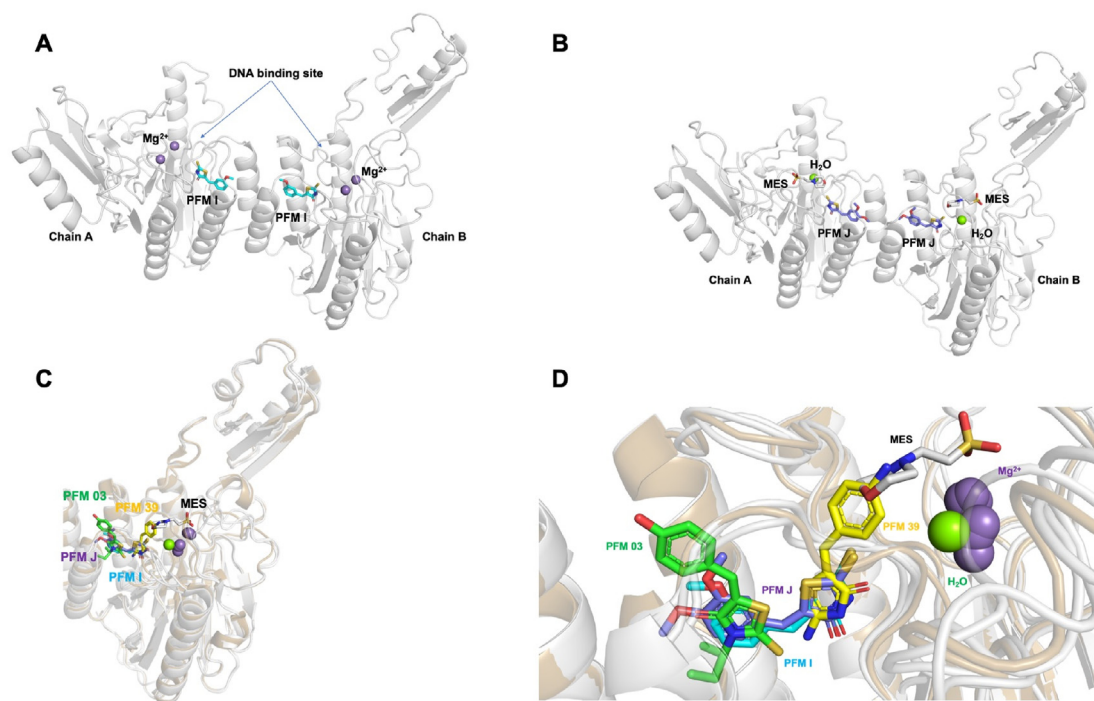 A
DNA binding site
Mg²⁺
PFM I
PFM I
Mg²⁺
Chain A
Chain B
B
H₂O
MES
MES
PFM J
PFM J
H₂O
Chain A
Chain B
C
PFM 03
PFM 39
MES
PFM J
PFM I
D
MES
Mg²⁺
PFM 39
PFM 03
H₂O
PFM J
PFM I